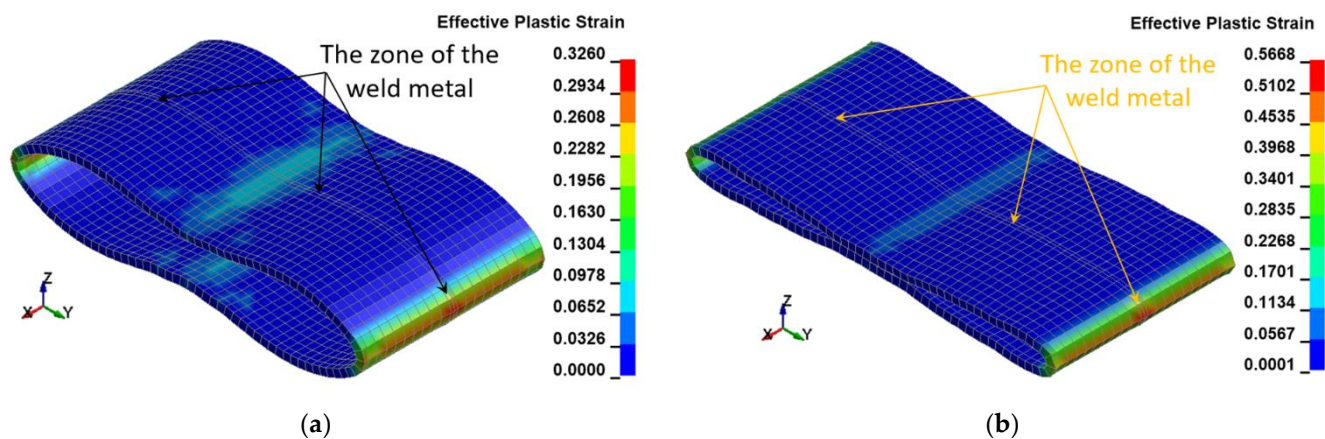 Effective Plastic Strain
The zone of the
weld metal
0.3260
0.2934
0.2608
0.2282
0.1956
0.1630
0.1304
0.0978
0.0652
0.0326
0.0000
Z
X
Y
(a)
Effective Plastic Strain
The zone of the
weld metal
0.5668
0.5102
0.4535
0.3968
0.3401
0.2835
0.2268
0.1701
0.1134
0.0567
0.0001
Z
X
Y
(b)